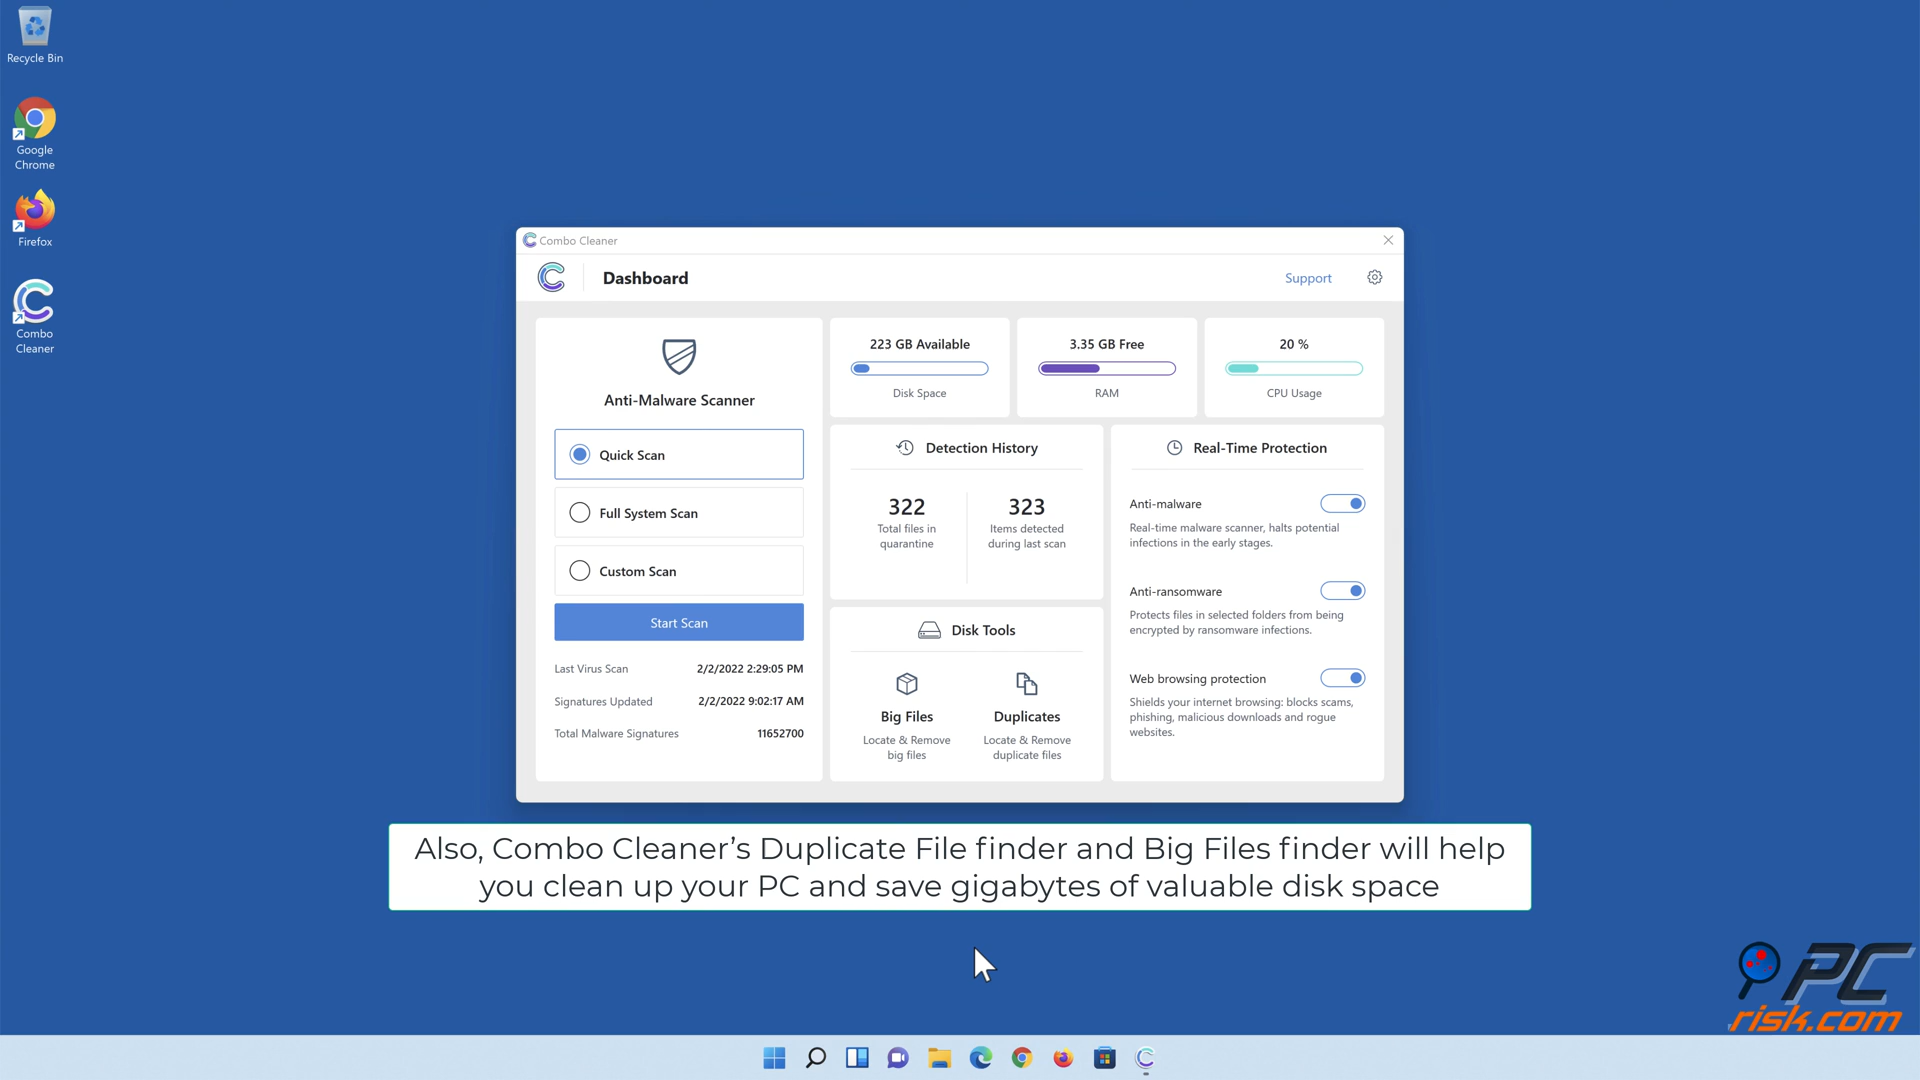 Recycle Bin
Google
Chrome
Firefox
Combo
Cleaner
Combo Cleaner
Dashboard
Support
Anti-Malware Scanner
Quick Scan
Full System Scan
Custom Scan
Start Scan
Last Virus Scan 2/2/2022 2:29:05 PM
Signatures Updated 2/2/2022 9:02:17 AM
Total Malware Signatures 11652700
223 GB Available
Disk Space
3.35 GB Free
RAM
20 %
CPU Usage
Detection History
322
Total files in
quarantine
323
Items detected
during last scan
Disk Tools
Big Files
Locate & Remove
big files
Duplicates
Locate & Remove
duplicate files
Real-Time Protection
Anti-malware
Real-time malware scanner, halts potential
infections in the early stages.
Anti-ransomware
Protects files in selected folders from being
encrypted by ransomware infections.
Web browsing protection
Shields your internet browsing: blocks scams,
phishing, malicious downloads and rogue
websites.
Also, Combo Cleaner’s Duplicate File finder and Big Files finder will help
you clean up your PC and save gigabytes of valuable disk space
PC
risk.com